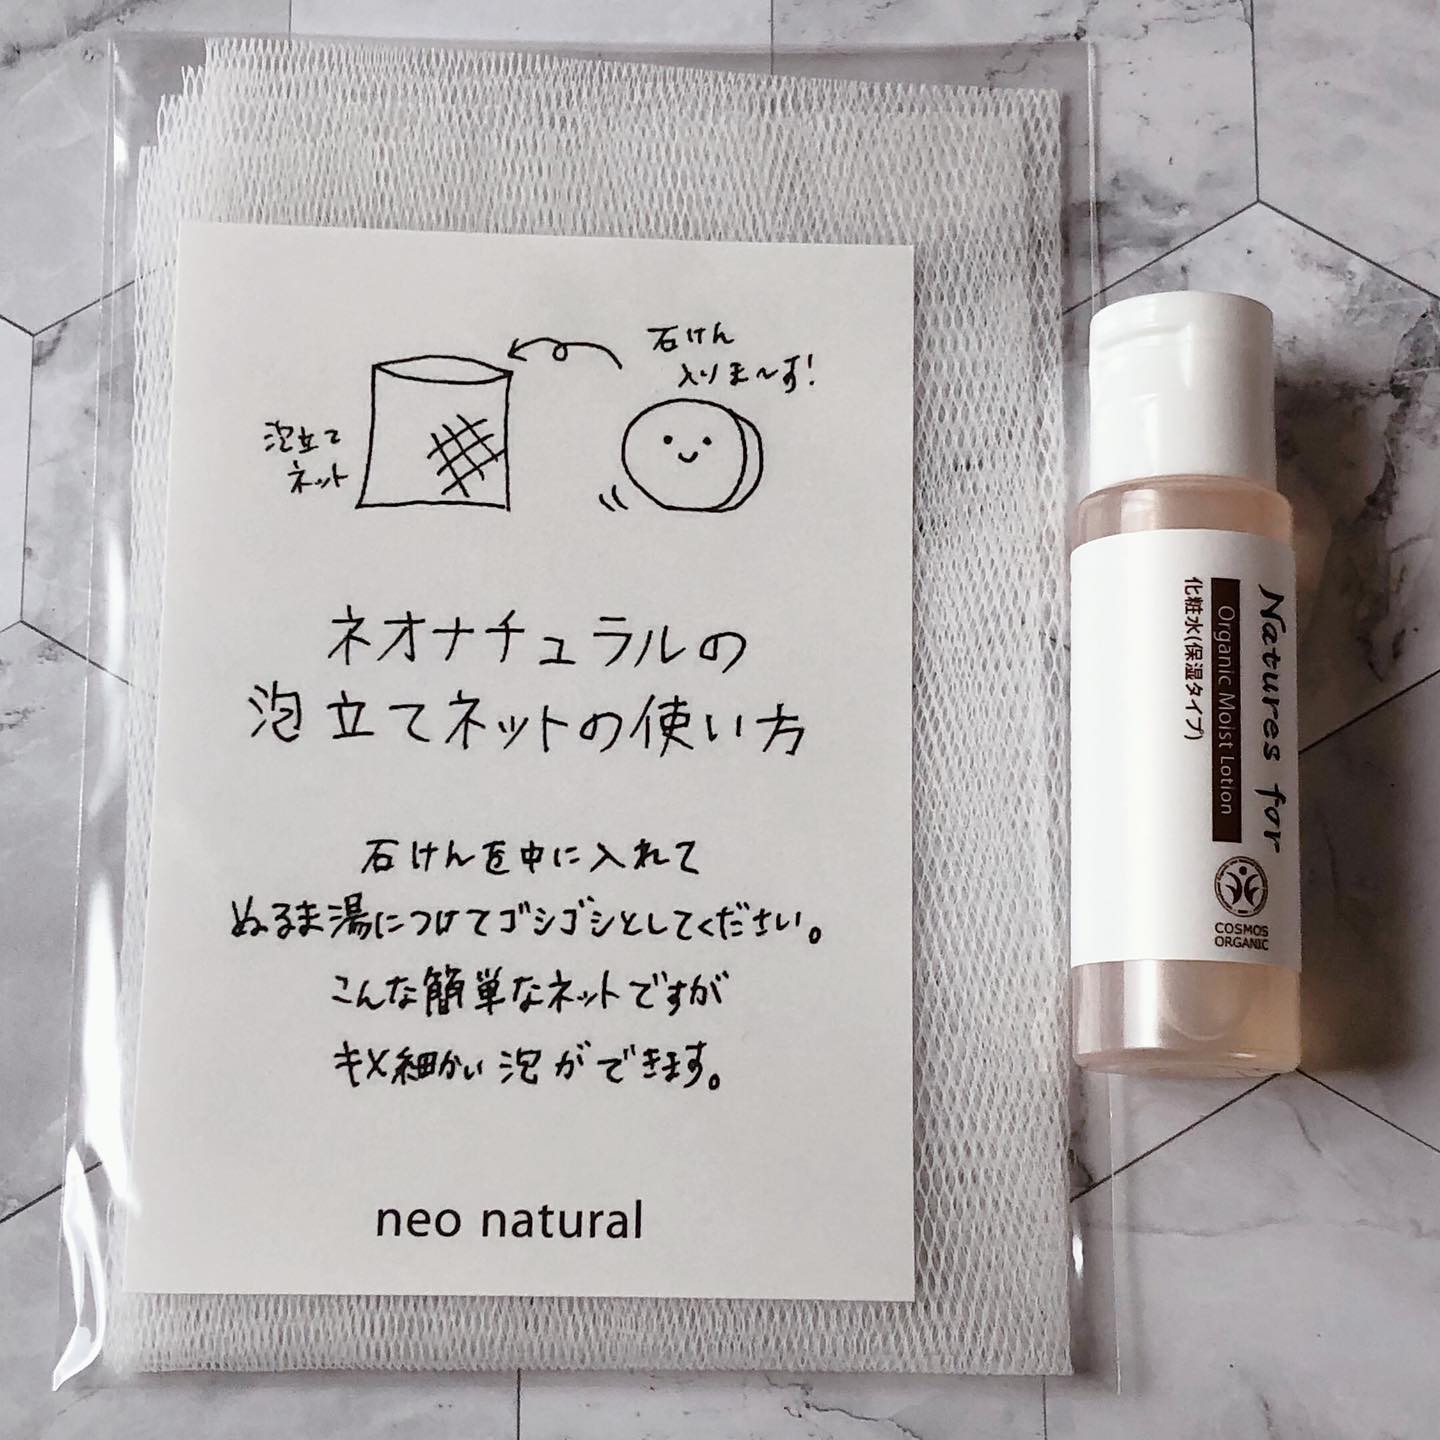 石けん
入りま〜す!
泡立て
ネット
ネオナチュラルの
泡立てネットの使い方
石けんを中に入れて
ぬるま湯につけてゴシゴシとしてください。
こんな簡単なネットですが
キメ細かい泡ができます。
neo natural
Natures for
Organic Moist Lotion
化粧水(保湿タイプ)
COSMOS
ORGANIC